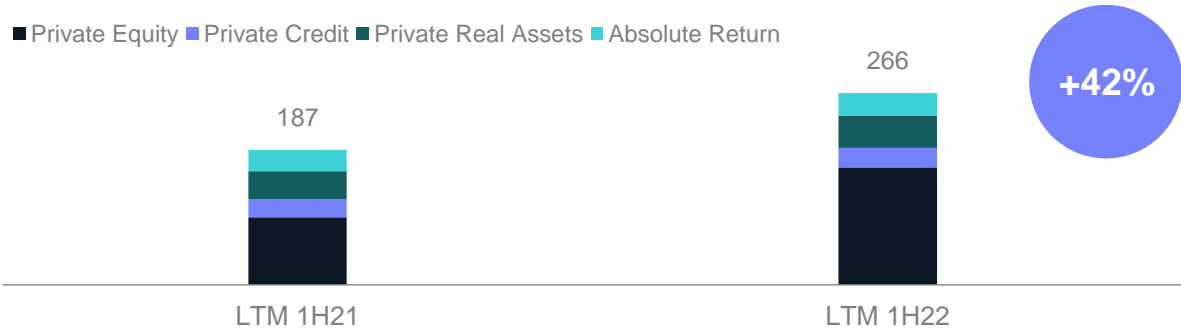 Private Equity Private Credit Private Real Assets Absolute Return
187
266
+42%
LTM 1H21
LTM 1H22